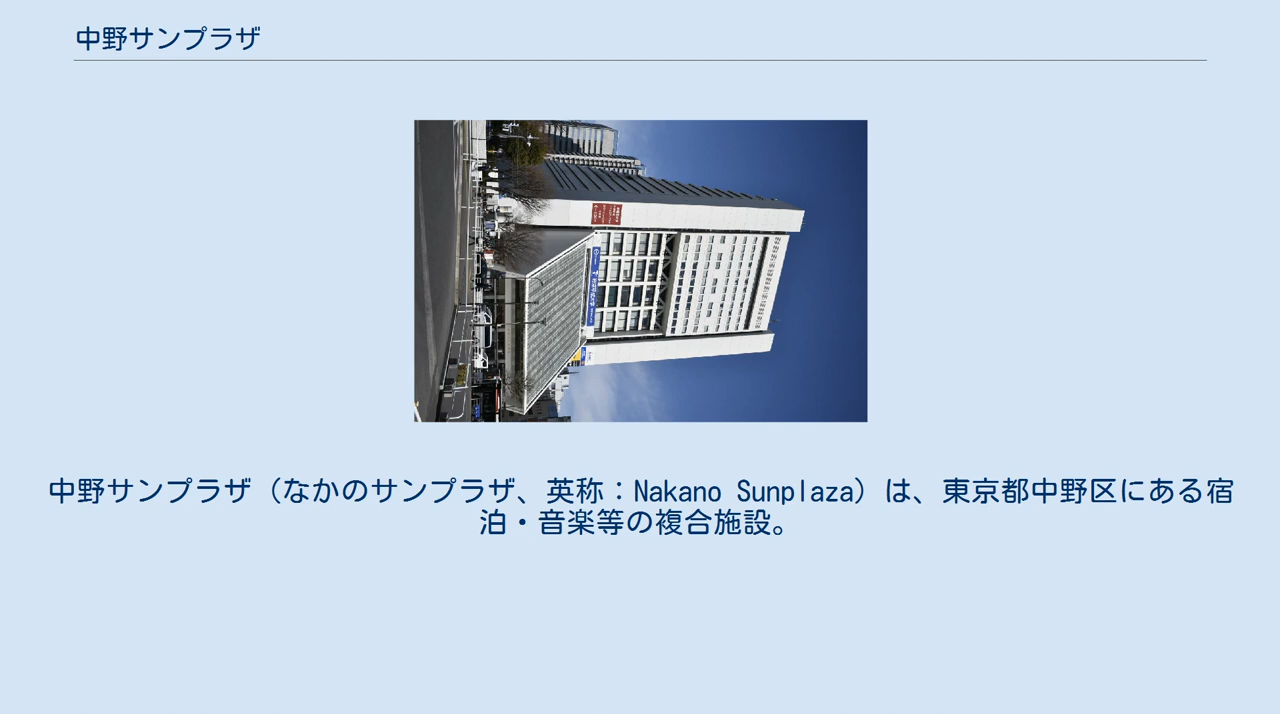 中野サンプラザ
中野サンプラザ（なかのサンプラザ、英称：Nakano Sunplaza）は、東京都中野区にある宿
泊・音楽等の複合施設。